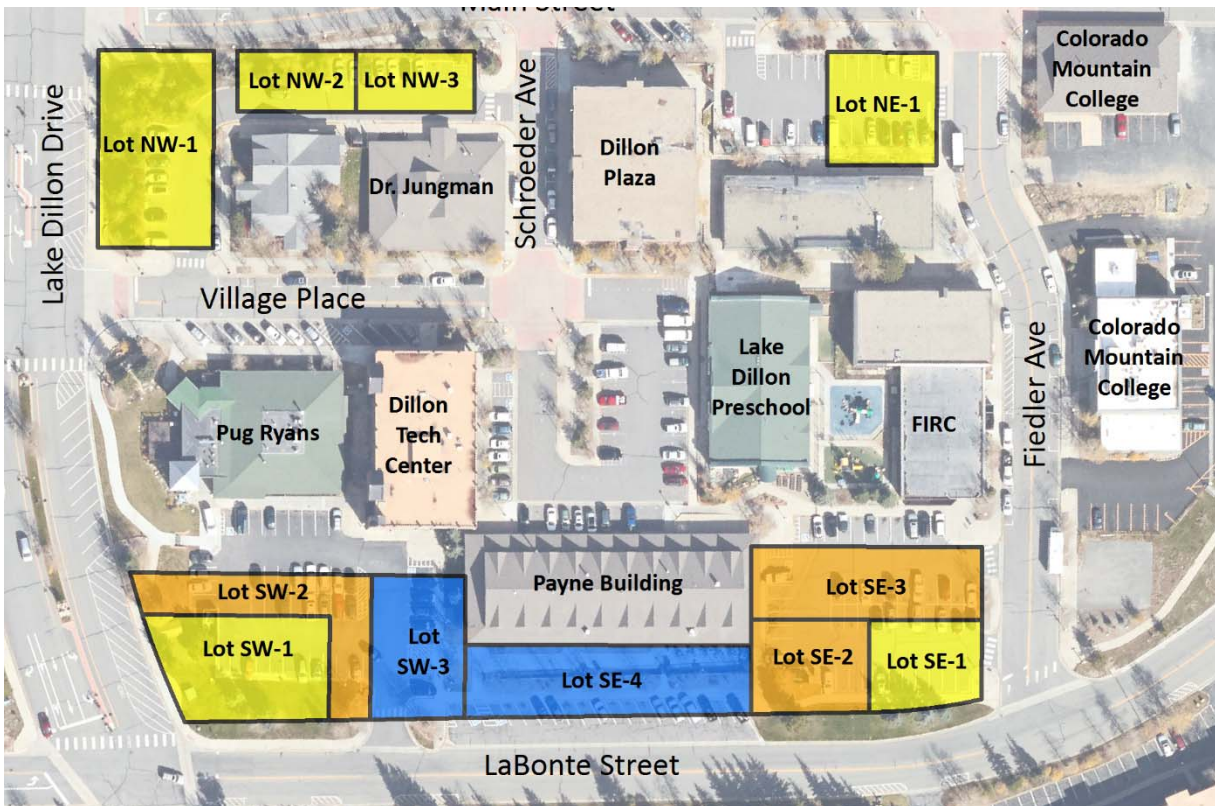 Main Street
Lot NW-1
Lot NW-2
Lot NW-3
Lot NE-1
Colorado
Mountain
College
Lake Dillon Drive
Schroeder Ave
Dr. Jungman
Dillon
Plaza
Village Place
Lake
Dillon
Preschool
FIRC
Fiedler Ave
Colorado
Mountain
College
Pug Ryans
Dillon
Tech
Center
Lot SW-2
Lot SW-1
Lot
SW-3
Payne Building
Lot SE-4
Lot SE-3
Lot SE-2
Lot SE-1
LaBonte Street